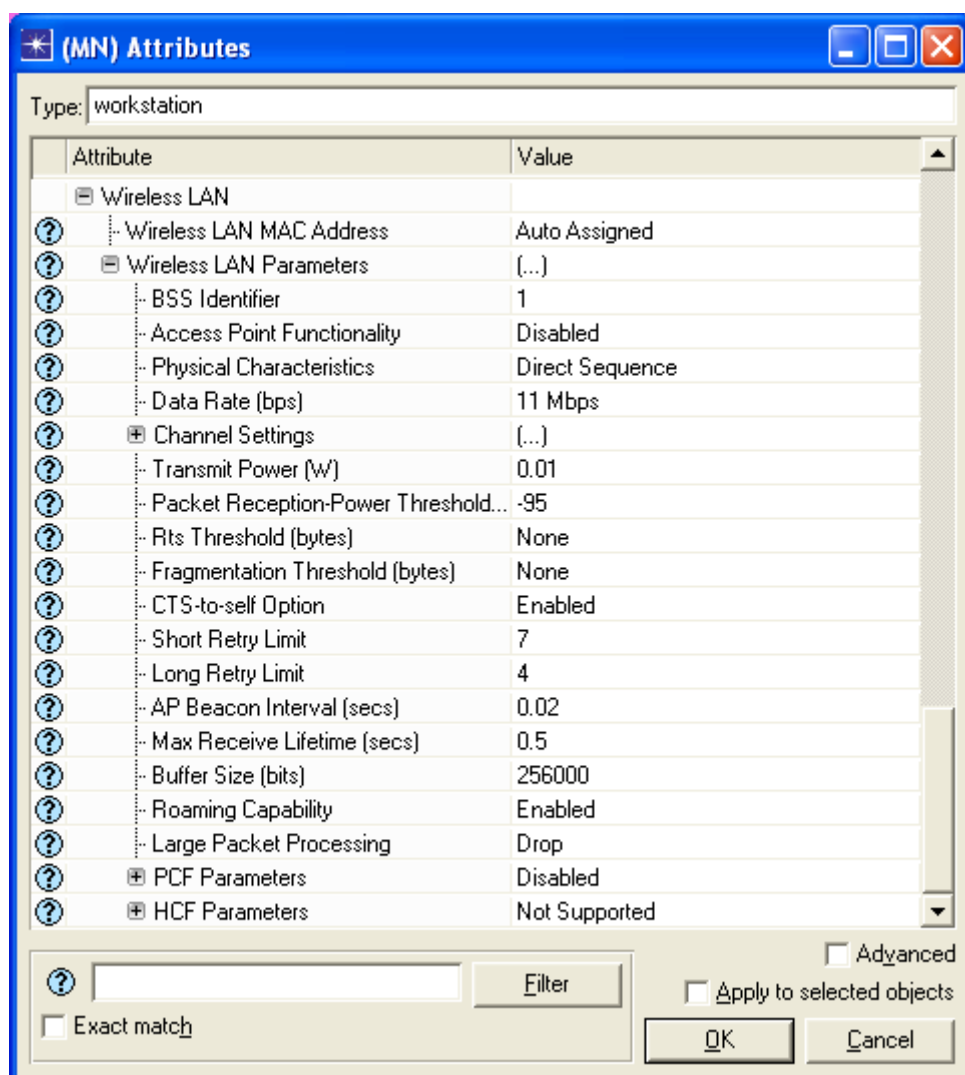 (MN) Attributes
Type: workstation
Attribute Value
Wireless LAN
Wireless LAN MAC Address Auto Assigned
Wireless LAN Parameters (...)
BSS Identifier 1
Access Point Functionality Disabled
Physical Characteristics Direct Sequence
Data Rate (bps) 11 Mbps
Channel Settings (...)
Transmit Power (W) 0.01
Packet Reception-Power Threshold... -95
Rts Threshold (bytes) None
Fragmentation Threshold (bytes) None
CTS-to-self Option Enabled
Short Retry Limit 7
Long Retry Limit 4
AP Beacon Interval (secs) 0.02
Max Receive Lifetime (secs) 0.5
Buffer Size (bits) 256000
Roaming Capability Enabled
Large Packet Processing Drop
PCF Parameters Disabled
HCF Parameters Not Supported
Advanced
Filter
Apply to selected objects
Exact match
OK Cancel